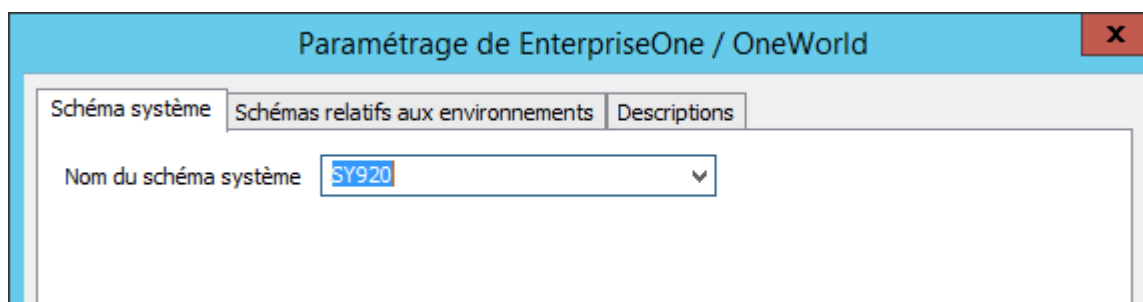 Paramétrage de EnterpriseOne / OneWorld
x
Schéma système Schémas relatifs aux environnements Descriptions
Nom du schéma système SY920